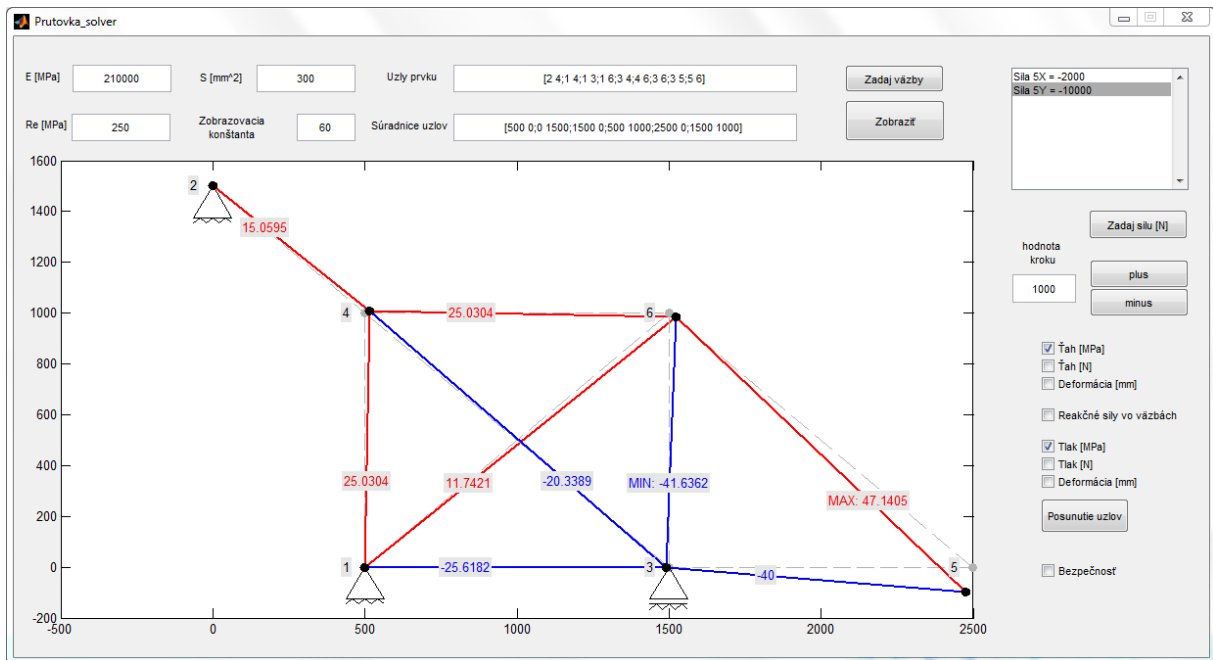 Prutovka_solver
E [MPa] 210000 S [mm^2] 300 Uzly prvku [2 4;1 4;1 3;1 6;3 4;4 6;3 6;3 5;5 6] Zadaj väzby
Re [MPa] 250 Zobrazovacia konštanta 60 Súradnice uzlov [500 0;0 1500;1500 0;500 1000;2500 0;1500 1000] Zobraziť
Sila 5X = -2000
Sila 5Y = -10000
Zadaj silu [N]
hodnota
kroku
1000
plus
minus
Ťah [MPa]
Ťah [N]
Deformácia [mm]
Reakčné sily vo väzbách
Tlak [MPa]
Tlak [N]
Deformácia [mm]
Posunutie uzlov
Bezpečnosť
1600
1400
1200
1000
800
600
400
200
0
-200
-500 0 500 1000 1500 2000 2500
2
15.0595
4 25.0304 6
25.0304 11.7421 -20.3389 MIN: -41.6362 MAX: 47.1405
1 -25.6182 3 -40 5